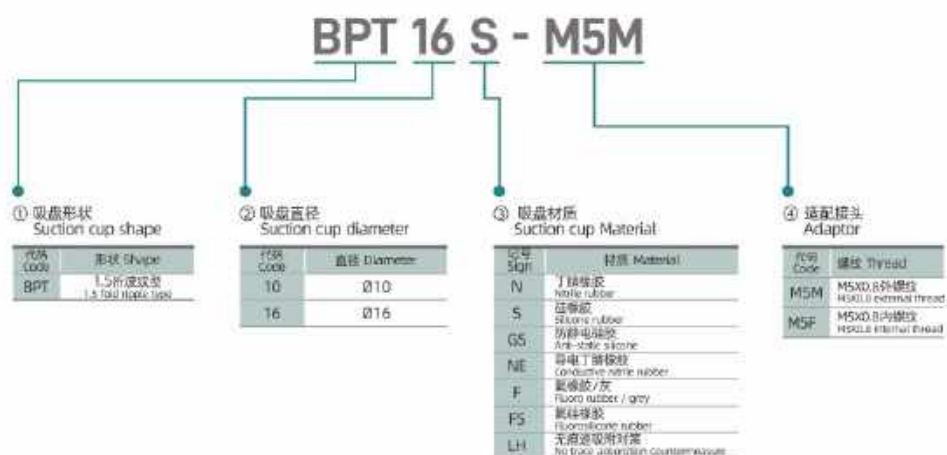 BPT 16 S - M5M
① 吸盘形状
Suction cup shape
代码 形状 Shape
Code
BPT 1.5折波纹型
1.5 fold ripple type
② 吸盘直径
Suction cup diameter
代码 直径 Diameter
Code
10 Ø10
16 Ø16
③ 吸盘材质
Suction cup Material
记号 材质 Material
Sign
N 丁腈橡胶
Nitrile rubber
S 硅橡胶
Silicone rubber
GS 防静电硅胶
Anti-static silicone
NE 导电丁腈橡胶
Conductive nitrile rubber
F 氟橡胶/灰
Fluoro rubber / grey
FS 氟硅橡胶
Fluorosilicone rubber
LH 无痕迹吸附对策
No trace adsorption countermeasure
④ 适配接头
Adaptor
代码 螺纹 Thread
Code
M5M M5X0.8外螺纹
M5X0.8 external thread
M5F M5X0.8内螺纹
M5X0.8 internal thread